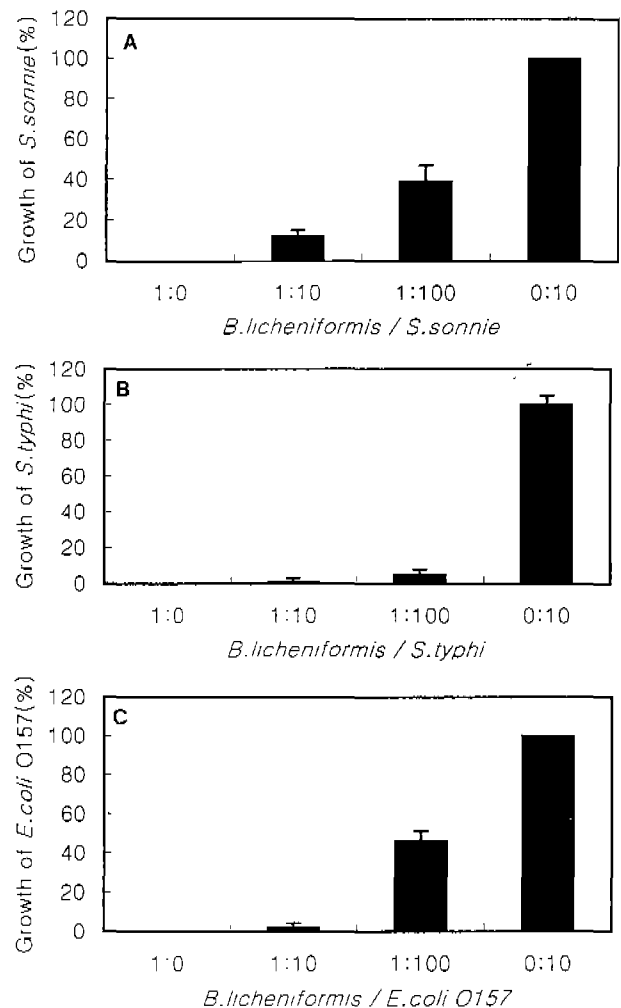 A
Growth of S.sonnie(%)
120
100
80
60
40
20
0
1:0 1:10 1:100 0:10
B.licheniformis / S.sonnie
B
Growth of S.typhi(%)
120
100
80
60
40
20
0
1:0 1:10 1:100 0:10
B.licheniformis / S.typhi
C
Growth of E.coli O157(%)
120
100
80
60
40
20
0
1:0 1:10 1:100 0:10
B.licheniformis / E.coli O157